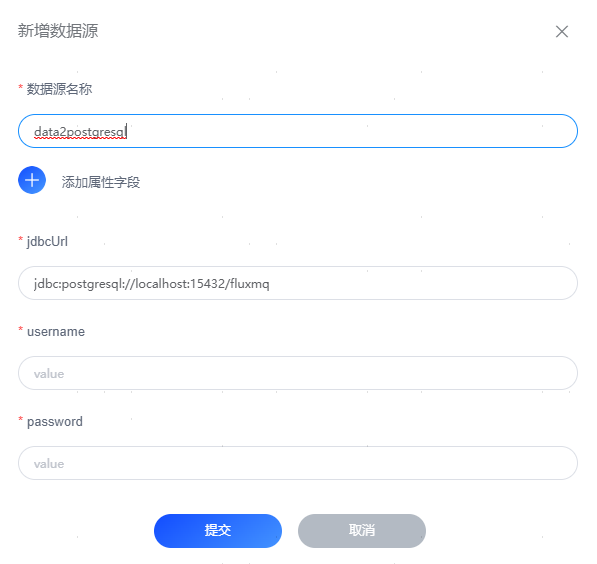 新增数据源
* 数据源名称
data2postgresql
添加属性字段
* jdbcUrl
jdbc:postgresql://localhost:15432/fluxmq
* username
value
* password
value
提交 取消